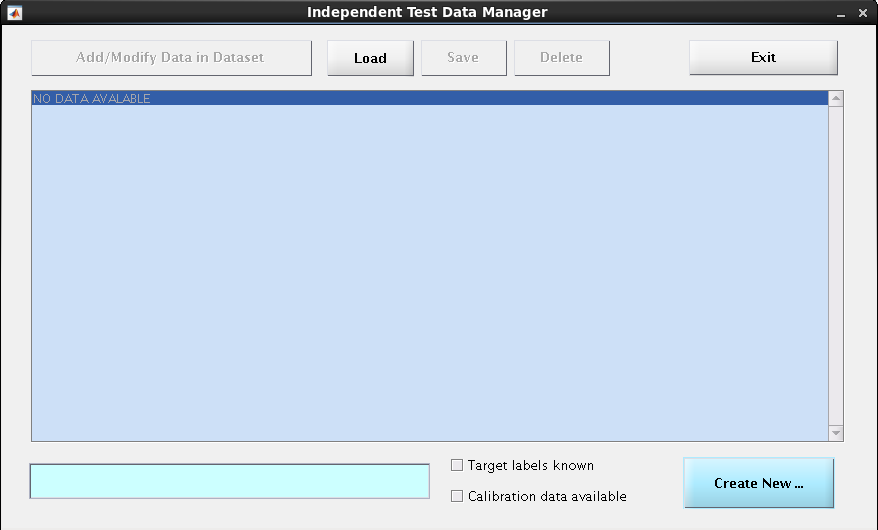 Independent Test Data Manager
Add/Modify Data in Dataset
Load
Save
Delete
Exit
NO DATA AVALABLE
Target labels known
Calibration data available
Create New ...